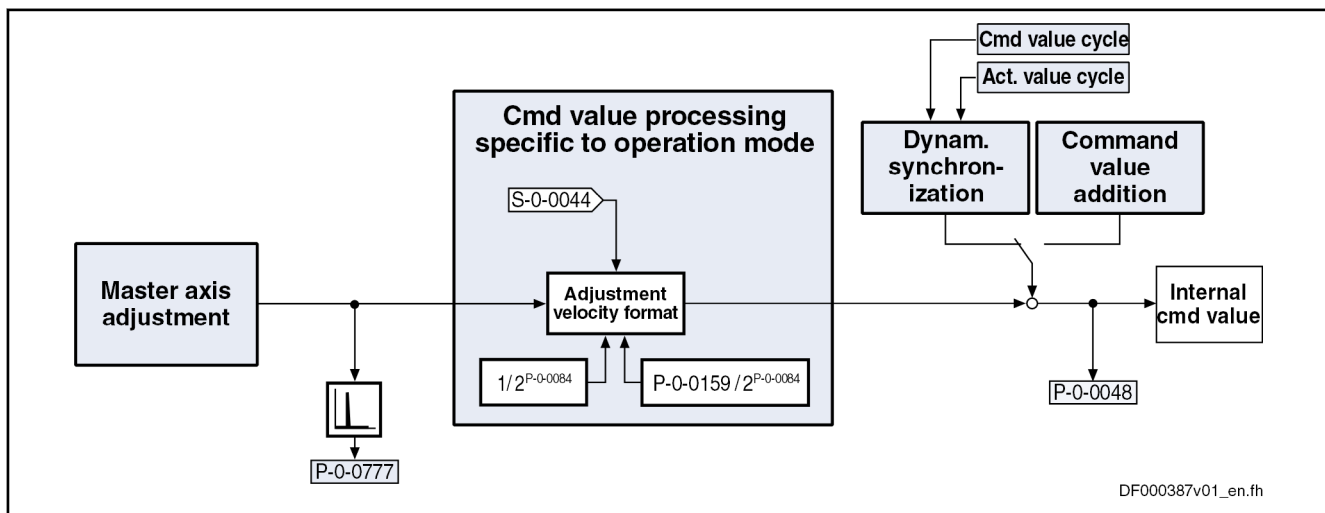 Cmd value cycle
Act. value cycle
Cmd value processing
specific to operation mode
Dynam.
synchron-
ization
Command
value
addition
S-0-0044
Master axis
adjustment
Adjustment
velocity format
Internal
cmd value
1/2^P-0-0084
P-0-0159/2^P-0-0084
P-0-0048
P-0-0777
DF000387v01_en.fh